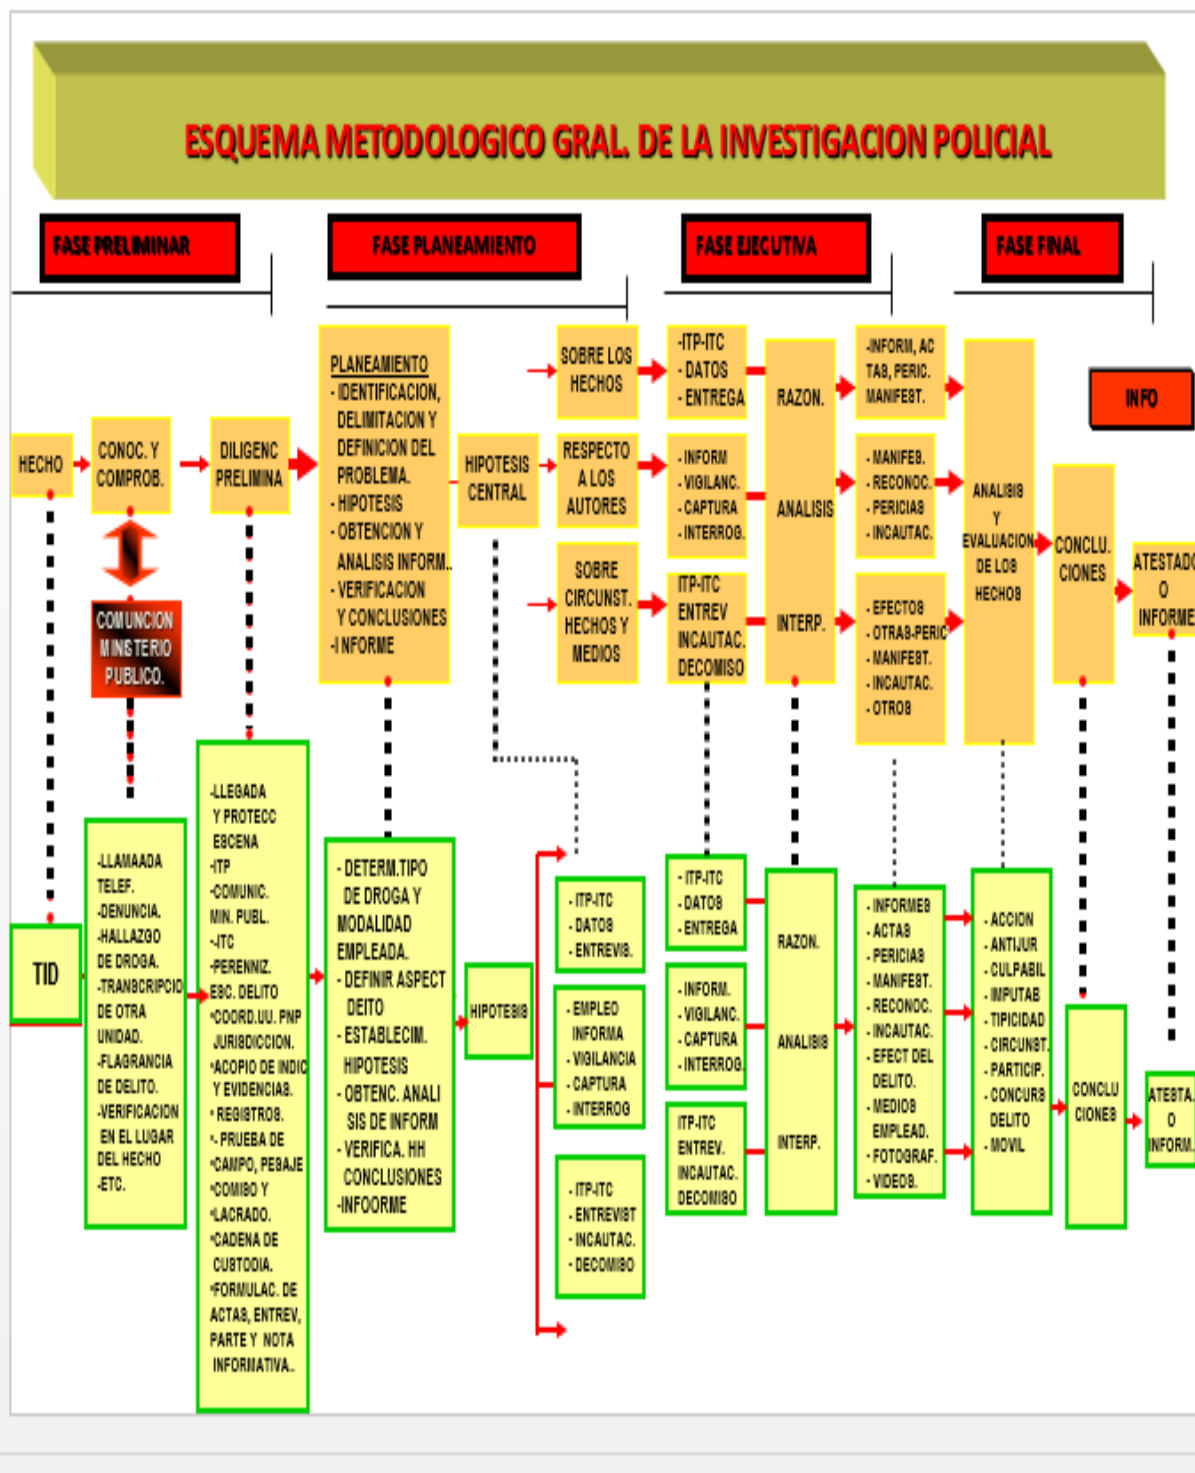 ESQUEMA METODOLOGICO GRAL. DE LA INVESTIGACION POLICIAL
FASE PRELIMINAR
FASE PLANEAMIENTO
FASE EJECUTIVA
FASE FINAL
HECHO
CONOC. Y
COMPROB.
DILIGENC
PRELIMINA
COMUNCION
MINSTERIO
PUBLICO.
PLANEAMIENTO
- IDENTIFICACION,
DELIMITACION Y
DEFINICION DEL
PROBLEMA.
- HIPOTESIS
- OBTENCION Y
ANALISIS INFORM..
- VERIFICACION
Y CONCLUSIONES
-I NFORME
HIPOTESIS
CENTRAL
SOBRE LOS
HECHOS
RESPECTO
A LOS
AUTORES
SOBRE
CIRCUNST.
HECHOS Y
MEDIOS
-ITP-ITC
- DATOS
- ENTREGA
- INFORM
- VIGILANC.
- CAPTURA
- INTERROG.
ITP-ITC
ENTREV
INCAUTAC.
DECOMISO
RAZON.
ANALISIS
INTERP.
-INFORM, AC
TAS, PERIC.
MANIFEST.
- MANIFES.
- RECONOC.
- PERICIAS
- INCAUTAC.
- EFECTOS
- OTRAS-PERIC
- MANIFEST.
- INCAUTAC.
- OTROS
ANALISIS
Y
EVALUACION
DE LOS
HECHOS
CONCLU.
CIONES
INFO
ATESTADO
O
INFORME
TID
-LLAMAADA
TELEF.
-DENUNCIA.
-HALLAZGO
DE DROGA.
-TRANSCRIPCIO
DE OTRA
UNIDAD.
-FLAGRANCIA
DE DELITO.
-VERIFICACION
EN EL LUGAR
DEL HECHO
-ETC.
-LLEGADA
Y PROTECC
ESCENA
-ITP
-COMUNIC.
MIN. PUBL.
-ITC
-PERENNIZ.
ESC. DELITO
*COORD.UU. PNP
JURISDICCION.
*ACOPIO DE INDIC
Y EVIDENCIAS.
* REGISTROS.
*- PRUEBA DE
*CAMPO, PESAJE
*COMISO Y
*LACRADO.
*CADENA DE
CUSTODIA.
*FORMULAC. DE
ACTAS, ENTREV,
PARTE Y NOTA
INFORMATIVA..
- DETERM.TIPO
DE DROGA Y
MODALIDAD
EMPLEADA.
- DEFINIR ASPECT
DEITO
- ESTABLECIM.
HIPOTESIS
- OBTENC. ANALI
SIS DE INFORM
- VERIFICA. HH
CONCLUSIONES
-INFOORME
HIPOTESIS
- ITP-ITC
- DATOS
- ENTREVIS.
- EMPLEO
INFORMA
- VIGILANCIA
- CAPTURA
- INTERROG
- ITP-ITC
- ENTREVIST
- INCAUTAC.
- DECOMISO
- ITP-ITC
- DATOS
- ENTREGA
- INFORM.
- VIGILANC.
- CAPTURA
- INTERROG.
ITP-ITC
ENTREV.
INCAUTAC.
DECOMISO
RAZON.
ANALISIS
INTERP.
- INFORMES
- ACTAS
- PERICIAS
- MANIFEST.
- RECONOC.
- INCAUTAC.
- EFECT DEL
DELITO.
- MEDIOS
EMPLEAD.
- FOTOGRAF.
- VIDEOS.
- ACCION
- ANTIJUR
- CULPABIL
- IMPUTAB
- TIPICIDAD
- CIRCUNST.
- PARTICIP.
- CONCURS
DELITO
- MOVIL
CONCLU
CIONES
ATESTA.
O
INFORM.